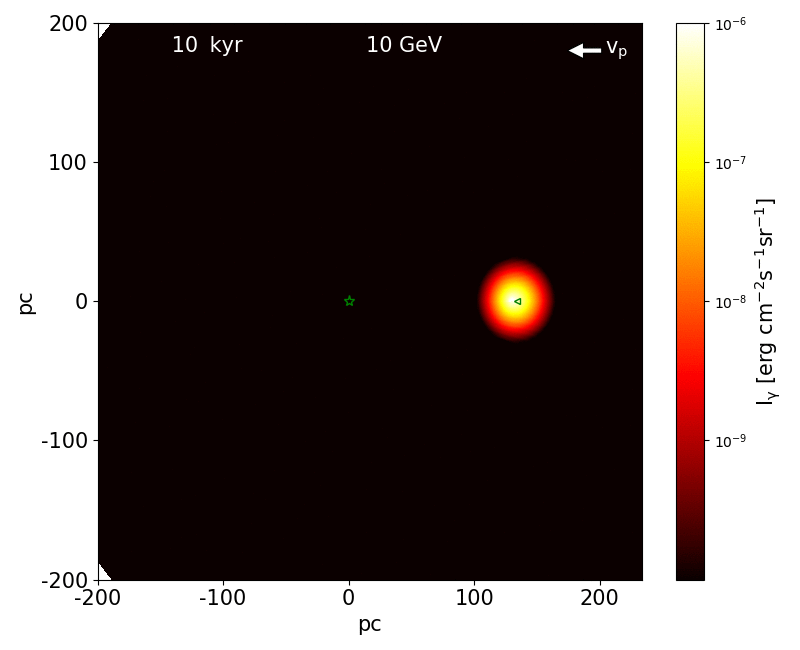 10 kyr 10 GeV v_p
200
100
0
-100
-200
pc
-200 -100 0 100 200
pc
10^{-6}
10^{-7}
10^{-8}
10^{-9}
I_γ [erg cm^{-2}s^{-1}sr^{-1}]